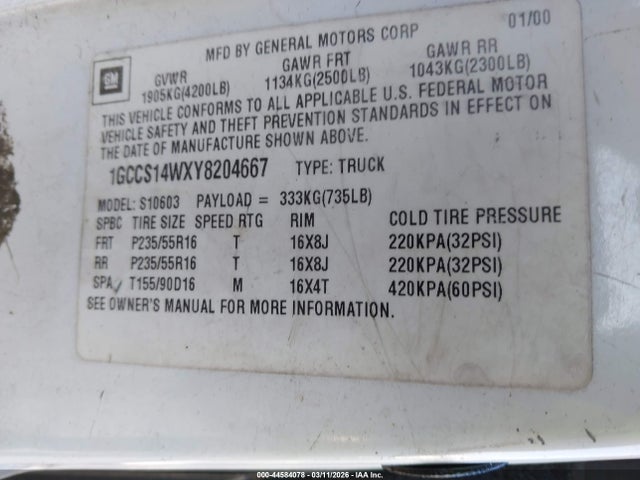 MFD BY GENERAL MOTORS CORP 01/00
GM
GVWR GAWR FRT GAWR RR
1905KG(4200LB) 1134KG(2500LB) 1043KG(2300LB)
THIS VEHICLE CONFORMS TO ALL APPLICABLE U.S. FEDERAL MOTOR
VEHICLE SAFETY AND THEFT PREVENTION STANDARDS IN EFFECT ON
THE DATE OF MANUFACTURE SHOWN ABOVE.
1GCCS14WXY8204667 TYPE: TRUCK
MODEL: S10603 PAYLOAD = 333KG(735LB)
SPBC TIRE SIZE SPEED RTG RIM COLD TIRE PRESSURE
FRT P235/55R16 T 16X8J 220KPA(32PSI)
RR P235/55R16 T 16X8J 220KPA(32PSI)
SPA T155/90D16 M 16X4T 420KPA(60PSI)
SEE OWNER'S MANUAL FOR MORE INFORMATION.
000-44584078 - 03/11/2026 - IAA Inc.